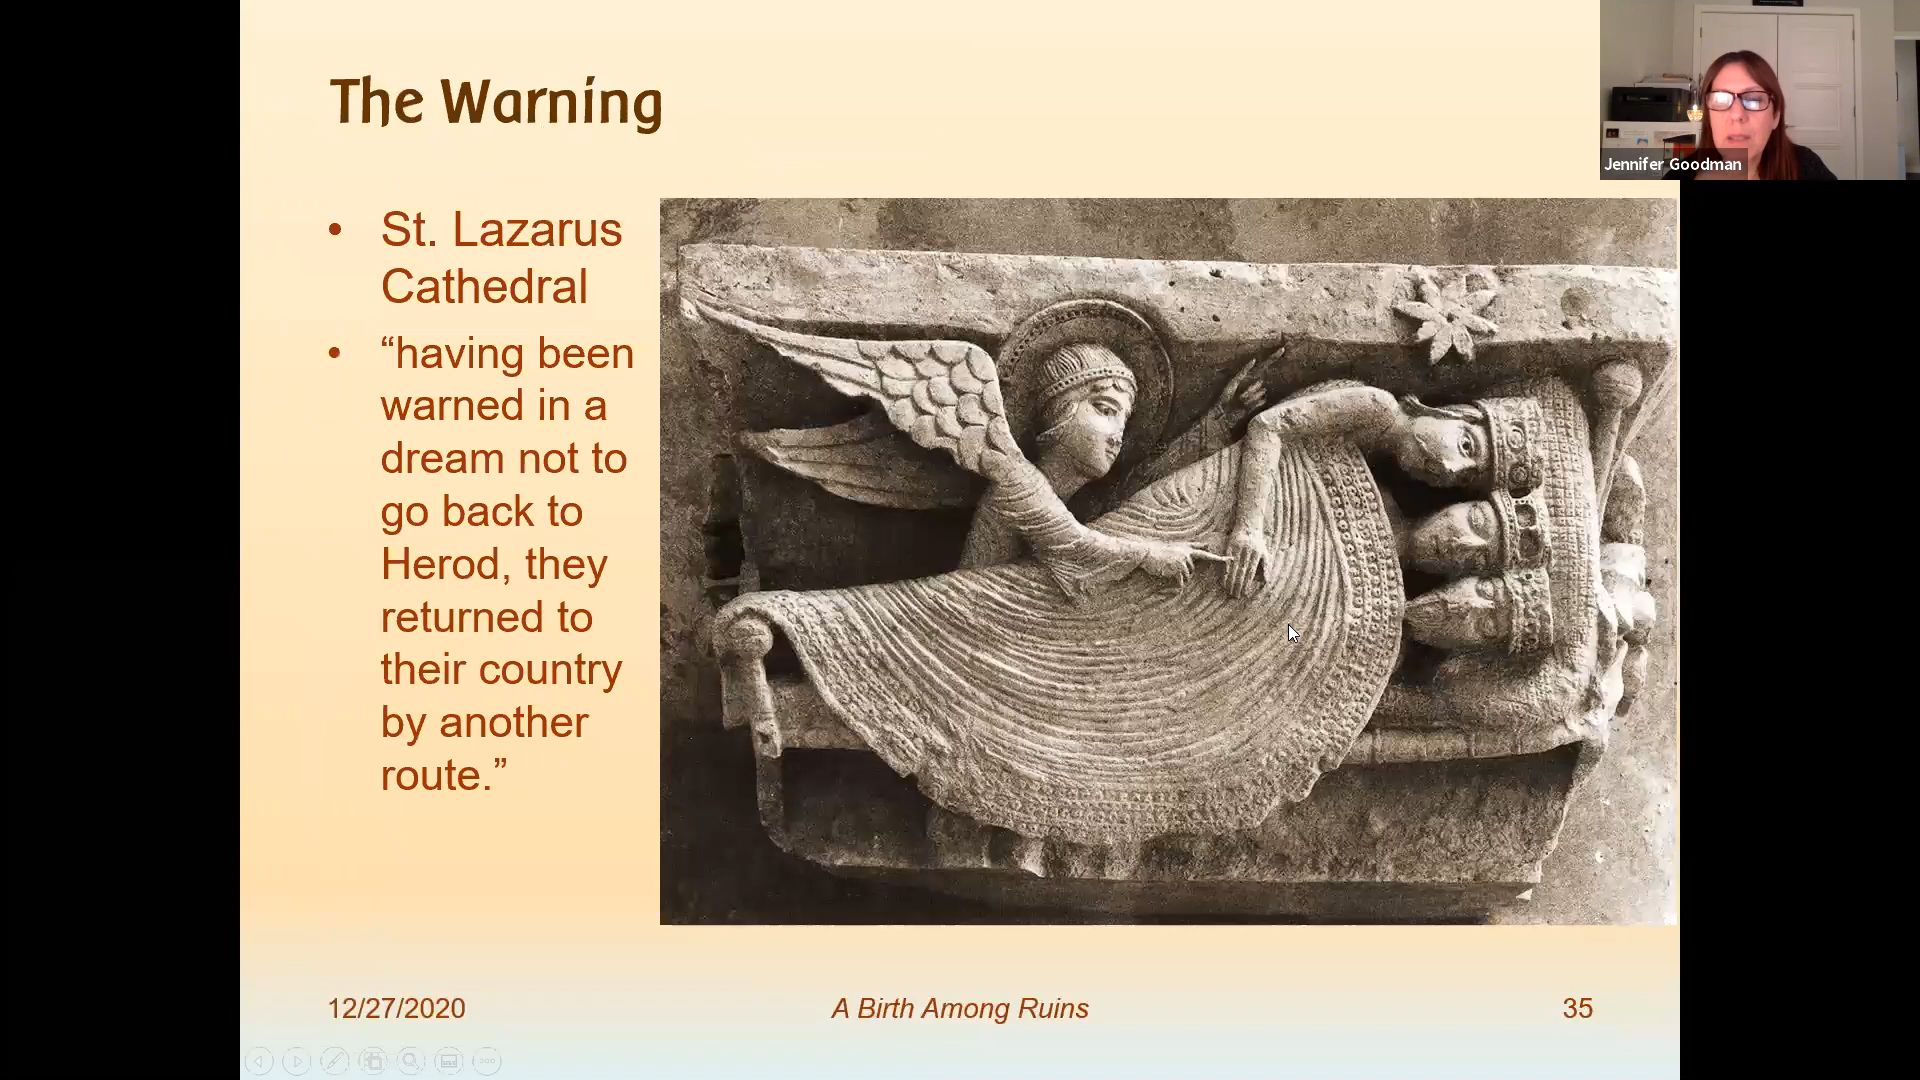 The Warning
Jennifer Goodman
• St. Lazarus
Cathedral
• “having been
warned in a
dream not to
go back to
Herod, they
returned to
their country
by another
route.”
12/27/2020
A Birth Among Ruins
35